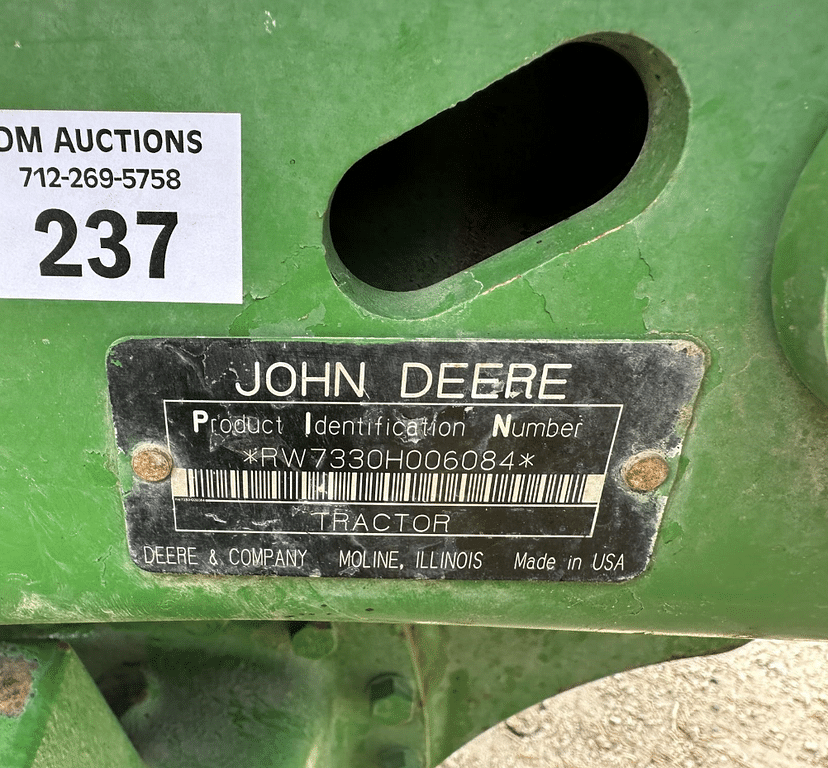 OM AUCTIONS
712-269-5758
237
JOHN DEERE
Product Identification Number
*RW7330H006084*
TRACTOR
DEERE & COMPANY MOLINE, ILLINOIS Made in USA